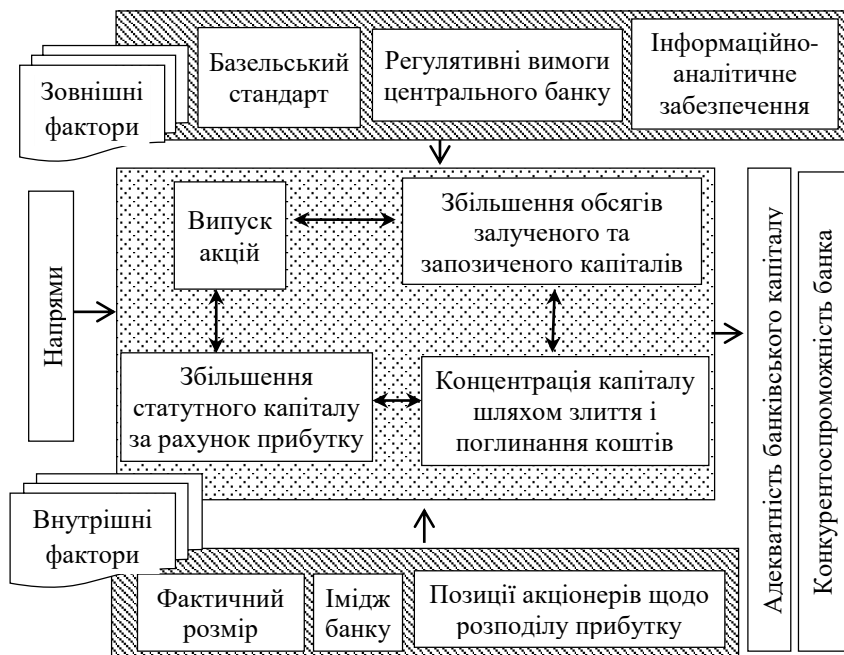 Зовнішні
фактори
Базельський
стандарт
Регулятивні вимоги
центрального банку
Інформаційно-
аналітичне
забезпечення
Напрями
Випуск
акцій
Збільшення обсягів
залученого та
запозиченого капіталів
Збільшення
статутного капіталу
за рахунок прибутку
Концентрація капіталу
шляхом злиття і
поглинання коштів
Адекватність банківського капіталу
Конкурентоспроможність банка
Внутрішні
фактори
Фактичний
розмір
Імідж
банку
Позиції акціонерів щодо
розподілу прибутку